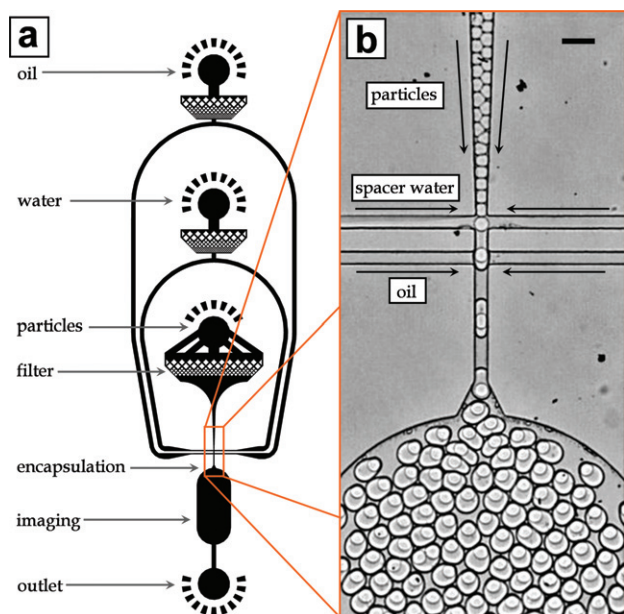 a
oil
water
particles
filter
encapsulation
imaging
outlet
b
particles
spacer water
oil